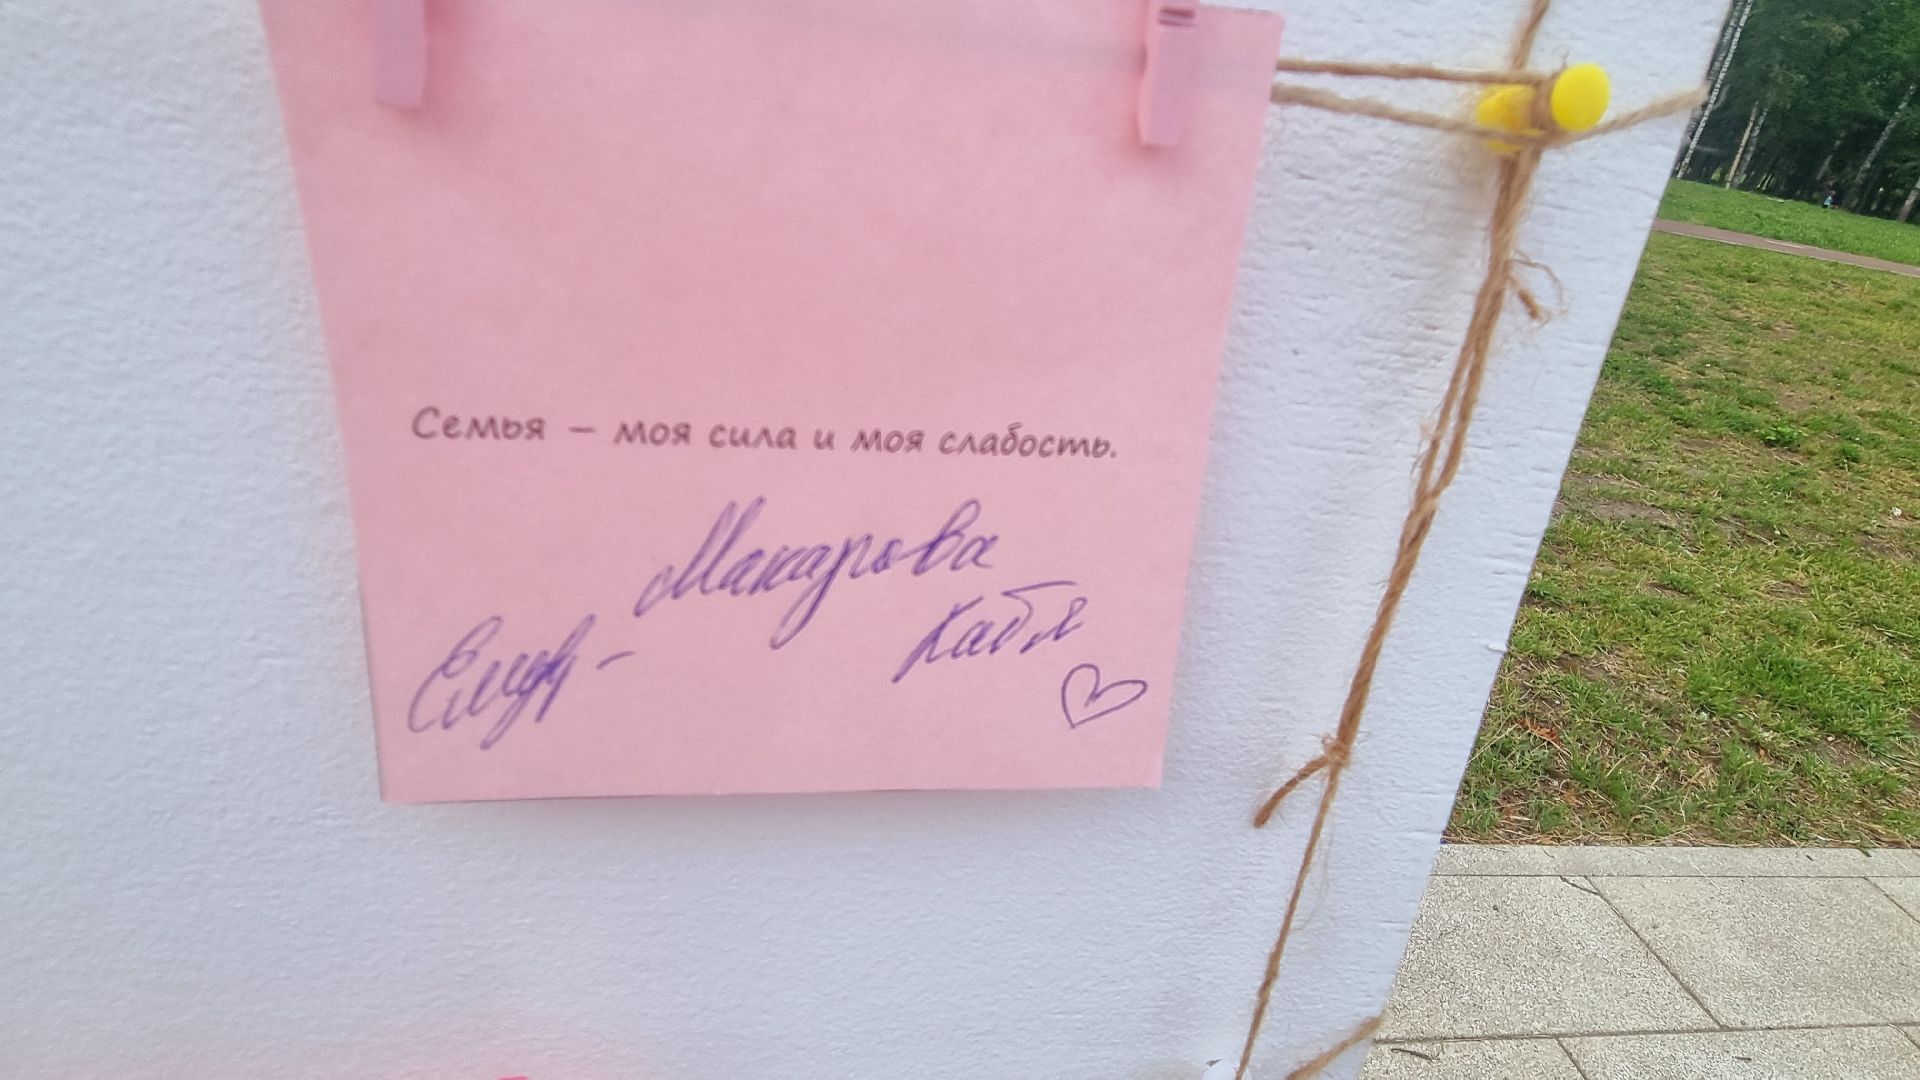 Семья – моя сила и моя слабость.
Макарова
Катя